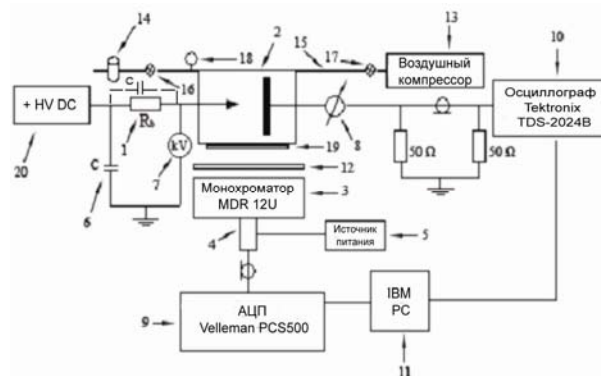 14
18
2
15
17
13
10
C
16
Воздушный
компрессор
+ HV DC
Rb
Осциллограф
Tektronix
TDS-2024B
20
1
kV
7
C
6
8
50 Ω
50 Ω
19
12
Монохроматор
MDR 12U
3
4
Источник
питания
5
АЦП
Velleman PCS500
9
IBM
PC
11